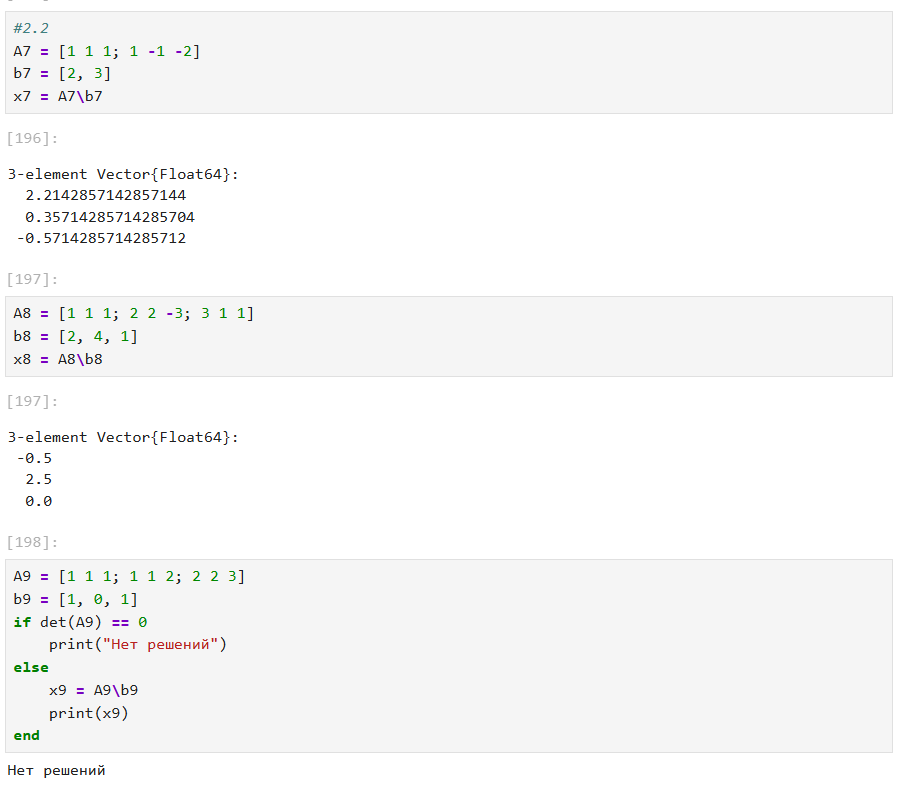 #2.2
A7 = [1 1 1; 1 -1 -2]
b7 = [2, 3]
x7 = A7\b7
[196]:
3-element Vector{Float64}:
2.2142857142857144
0.35714285714285704
-0.5714285714285712
[197]:
A8 = [1 1 1; 2 2 -3; 3 1 1]
b8 = [2, 4, 1]
x8 = A8\b8
[197]:
3-element Vector{Float64}:
-0.5
2.5
0.0
[198]:
A9 = [1 1 1; 1 1 2; 2 2 3]
b9 = [1, 0, 1]
if det(A9) == 0
print("Нет решений")
else
x9 = A9\b9
print(x9)
end
Нет решений